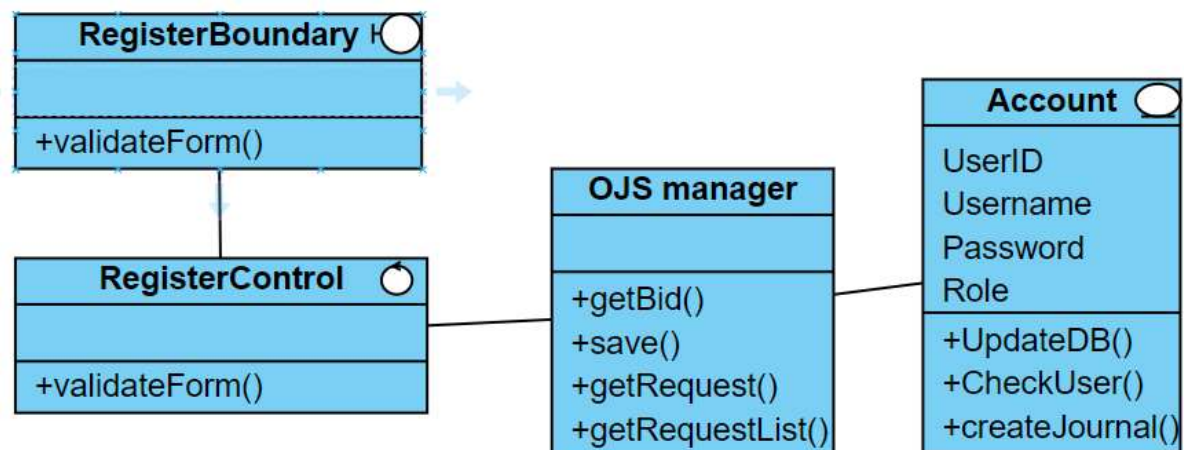 RegisterBoundary
+validateForm()
RegisterControl
+validateForm()
OJS manager
+getBid()
+save()
+getRequest()
+getRequestList()
Account
UserID
Username
Password
Role
+UpdateDB()
+CheckUser()
+createJournal()